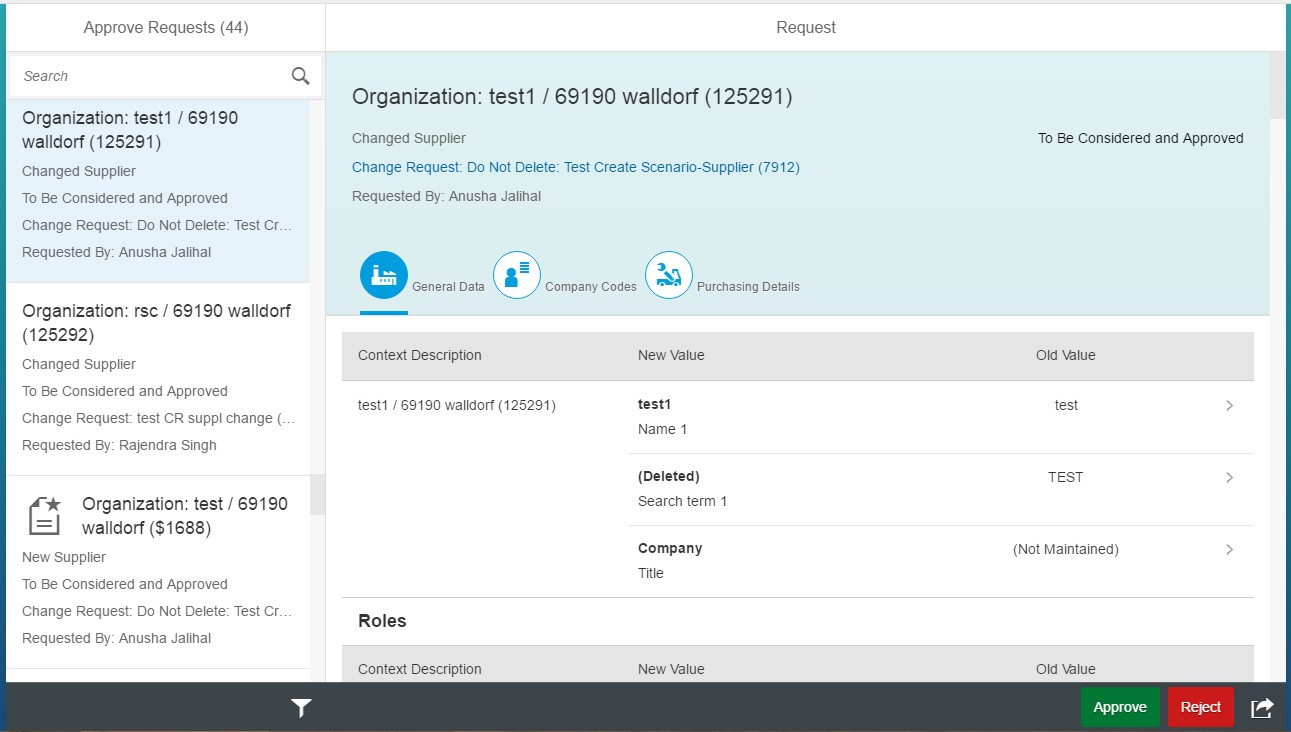 Approve Requests (44)
Request
Search
Organization: test1 / 69190
walldorf (125291)
Changed Supplier
To Be Considered and Approved
Change Request: Do Not Delete: Test Cr...
Requested By: Anusha Jalihal
Organization: rsc / 69190 walldorf
(125292)
Changed Supplier
To Be Considered and Approved
Change Request: test CR suppl change (...
Requested By: Rajendra Singh
Organization: test / 69190
walldorf ($1688)
New Supplier
To Be Considered and Approved
Change Request: Do Not Delete: Test Cr...
Requested By: Anusha Jalihal
Organization: test1 / 69190 walldorf (125291)
Changed Supplier
To Be Considered and Approved
Change Request: Do Not Delete: Test Create Scenario-Supplier (7912)
Requested By: Anusha Jalihal
General Data
Company Codes
Purchasing Details
Context Description New Value Old Value
test1 / 69190 walldorf (125291) test1 test
Name 1
(Deleted) TEST
Search term 1
Company (Not Maintained)
Title
Roles
Context Description New Value Old Value
Approve
Reject